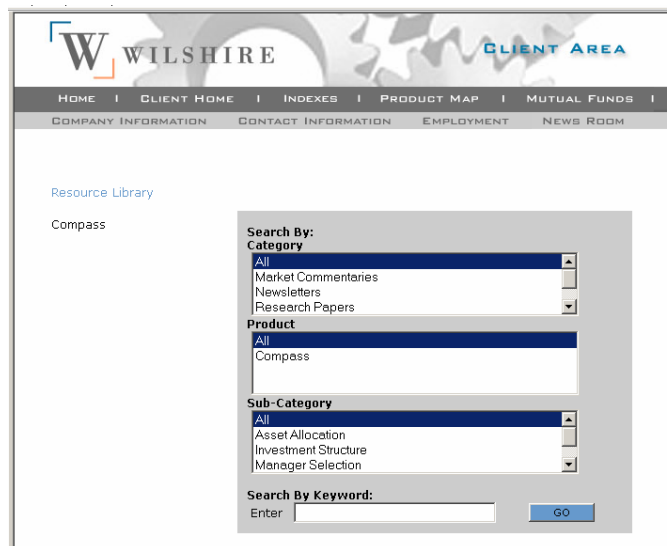 W WILSHIRE
CLIENT AREA
HOME I CLIENT HOME I INDEXES I PRODUCT MAP I MUTUAL FUNDS I
COMPANY INFORMATION CONTACT INFORMATION EMPLOYMENT NEWS ROOM
Resource Library
Compass
Search By:
Category
All
Market Commentaries
Newsletters
Research Papers
Product
All
Compass
Sub-Category
All
Asset Allocation
Investment Structure
Manager Selection
Search By Keyword:
Enter GO